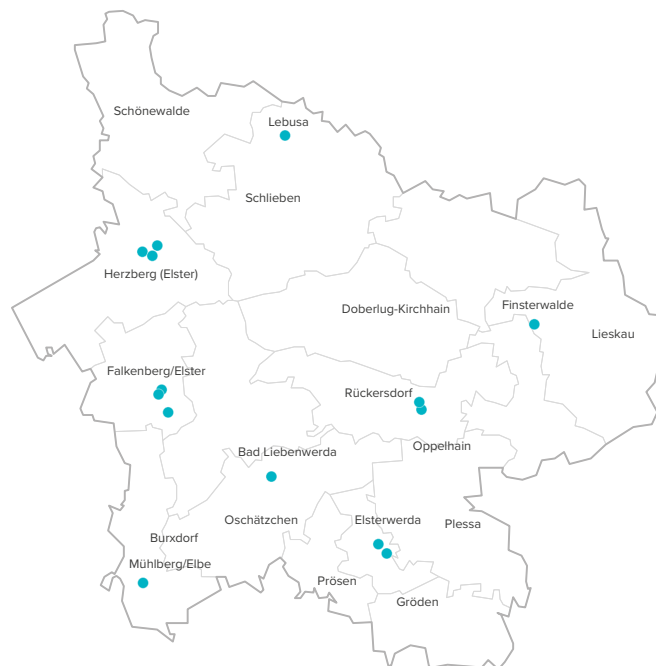 Schönewalde
Lebusa
Schlieben
Herzberg (Elster)
Finsterwalde
Doberlug-Kirchhain
Lieskau
Falkenberg/Elster
Rückersdorf
Oppelhain
Bad Liebenwerda
Oschätzchen
Elsterwerda
Plessa
Burxdorf
Mühlberg/Elbe
Prösen
Gröden